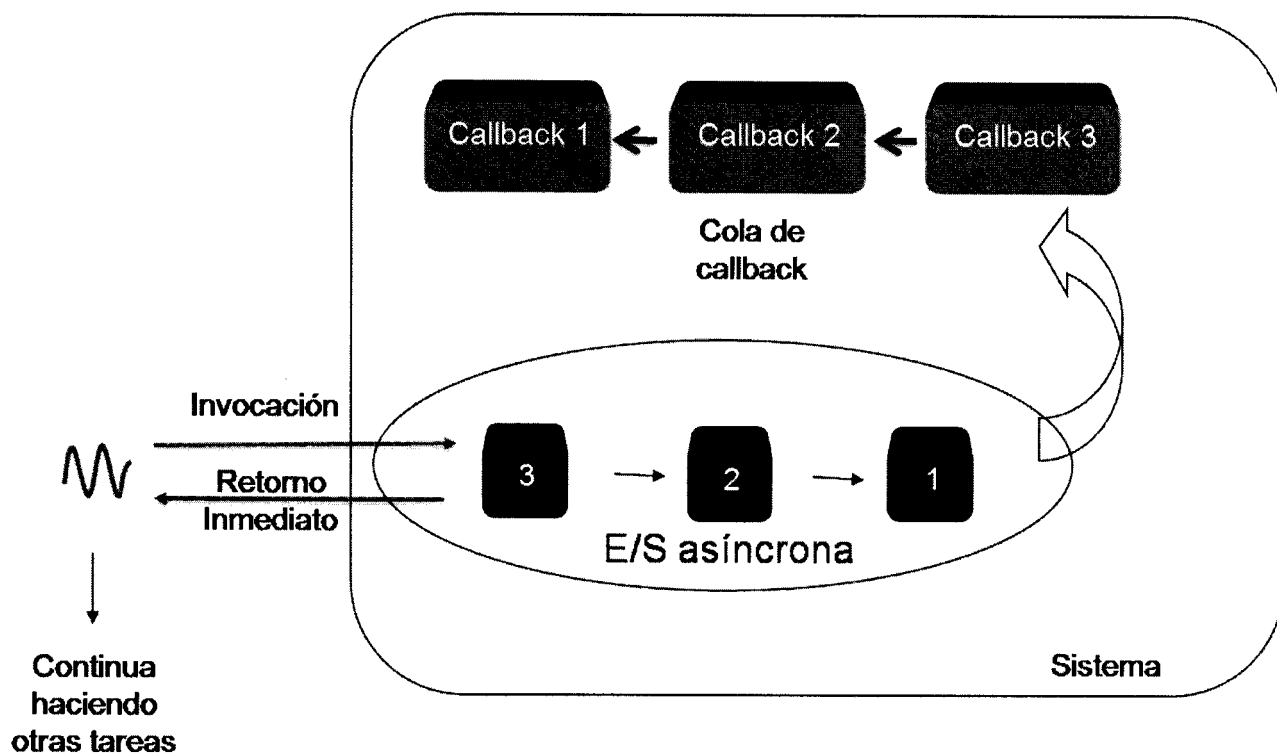 Callback 1
Callback 2
Callback 3
Cola de
callback
Invocación
Retorno
Inmediato
3
2
1
E/S asíncrona
Continua
haciendo
otras tareas
Sistema